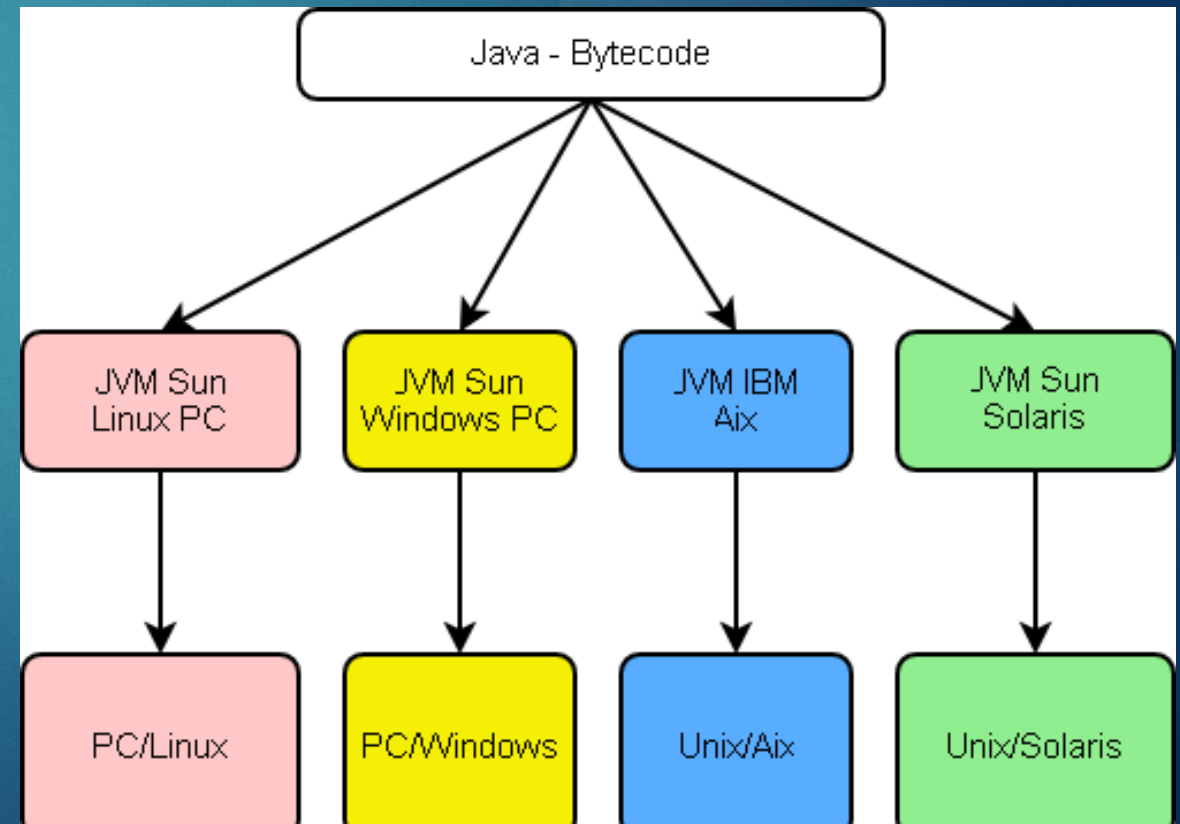 Java - Bytecode
JVM Sun
Linux PC
JVM Sun
Windows PC
JVM IBM
Aix
JVM Sun
Solaris
PC/Linux
PC/Windows
Unix/Aix
Unix/Solaris